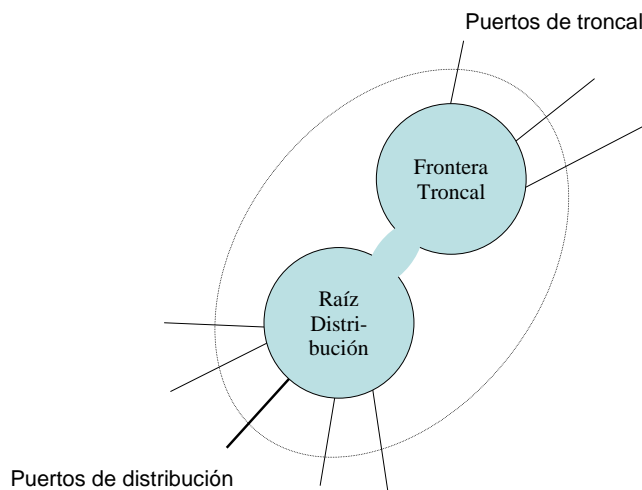 Puertos de troncal
Frontera
Troncal
Raíz
Distri-
bución
Puertos de distribución